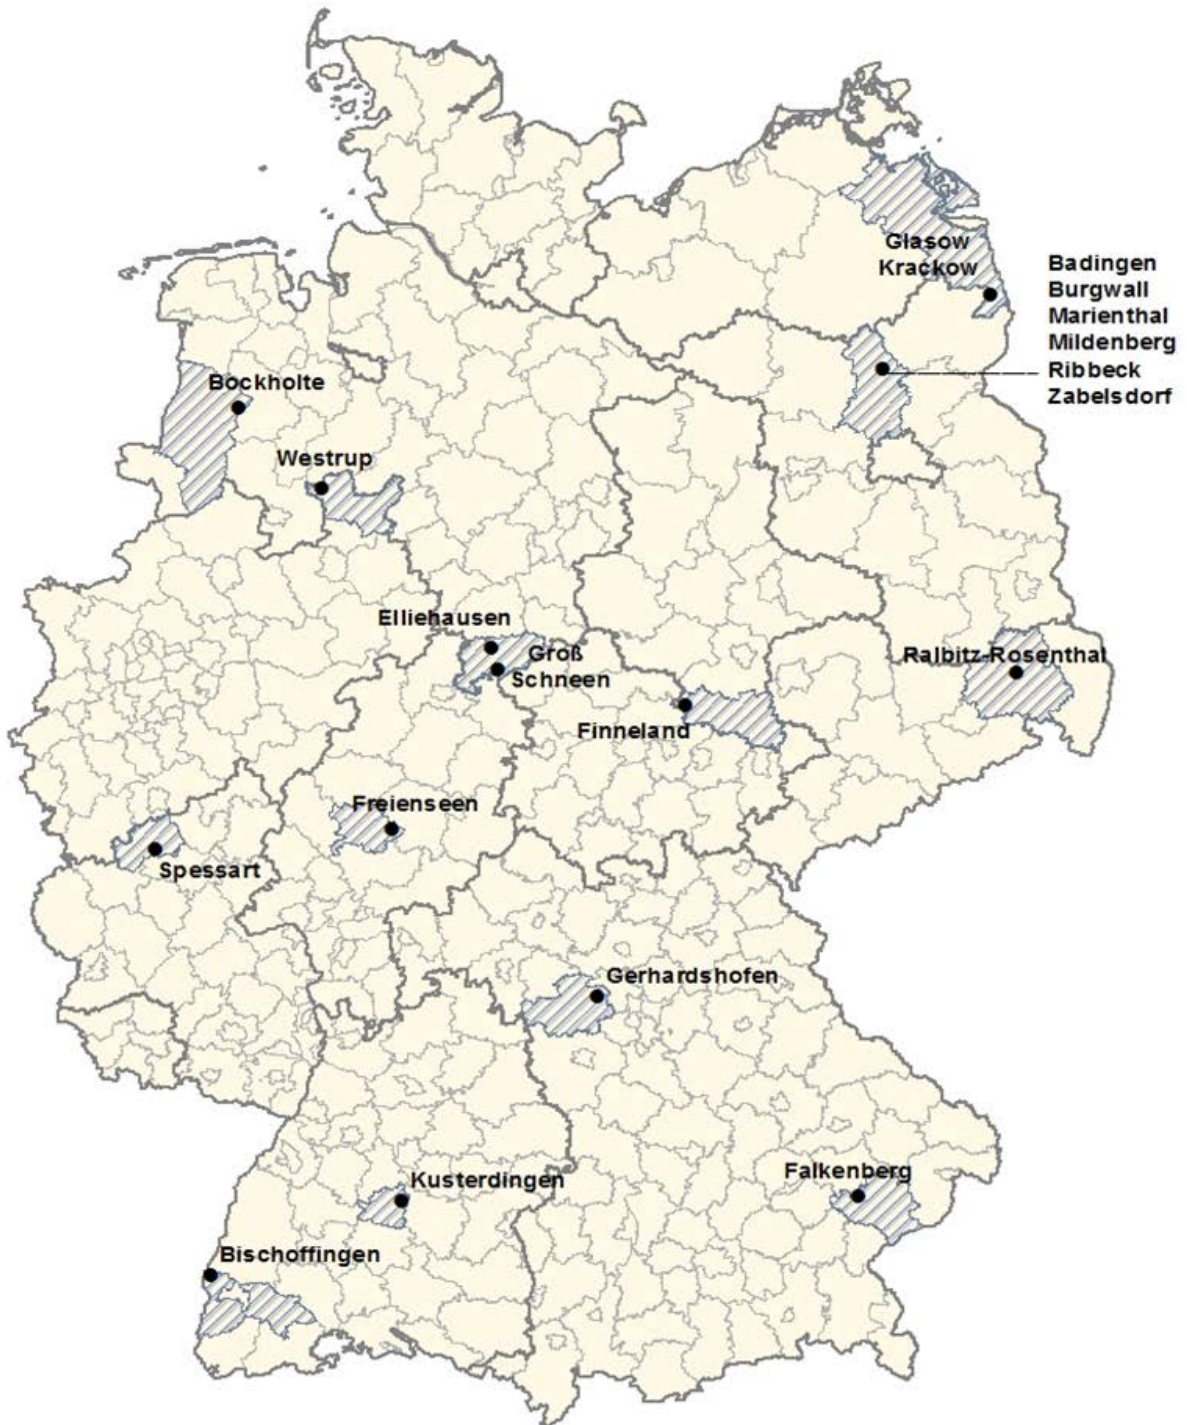 Glasow
Krackow
Badingen
Burgwall
Marienthal
Mildenberg
Ribbeck
Zabelsdorf
Bockholte
Westrup
Elliehausen
Groß
Schneen
Ralbitz-Rosenthal
Finneland
Freienseen
Spessart
Gerhardshofen
Falkenberg
Kusterdingen
Bischoffingen